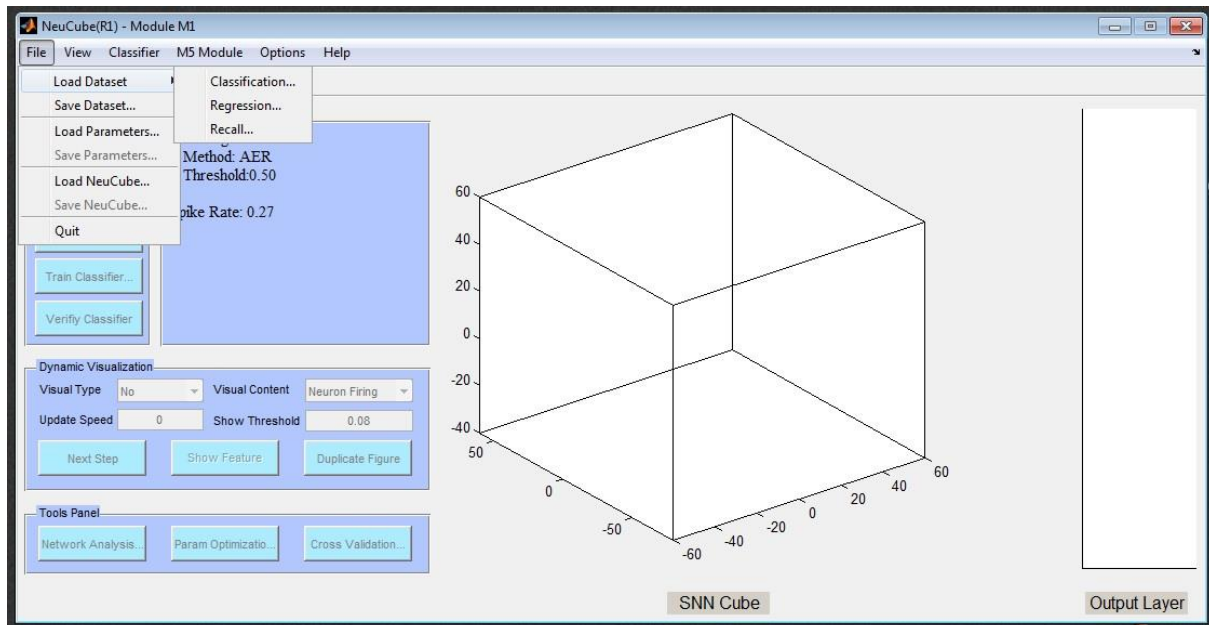 NeuCube(R1) - Module M1
File View Classifier M5 Module Options Help
Load Dataset
Save Dataset...
Load Parameters...
Save Parameters...
Load NeuCube...
Save NeuCube...
Quit
Classification...
Regression...
Recall...
Method: AER
Threshold:0.50
pike Rate: 0.27
Train Classifier...
Verifiy Classifier
Dynamic Visualization
Visual Type No Visual Content Neuron Firing
Update Speed 0 Show Threshold 0.08
Next Step Show Feature Duplicate Figure
Tools Panel
Network Analysis... Param Optimizatio... Cross Validation...
60
40
20
0
-20
-40
50
0
-50
-60
-40
-20
0
20
40
60
SNN Cube
Output Layer